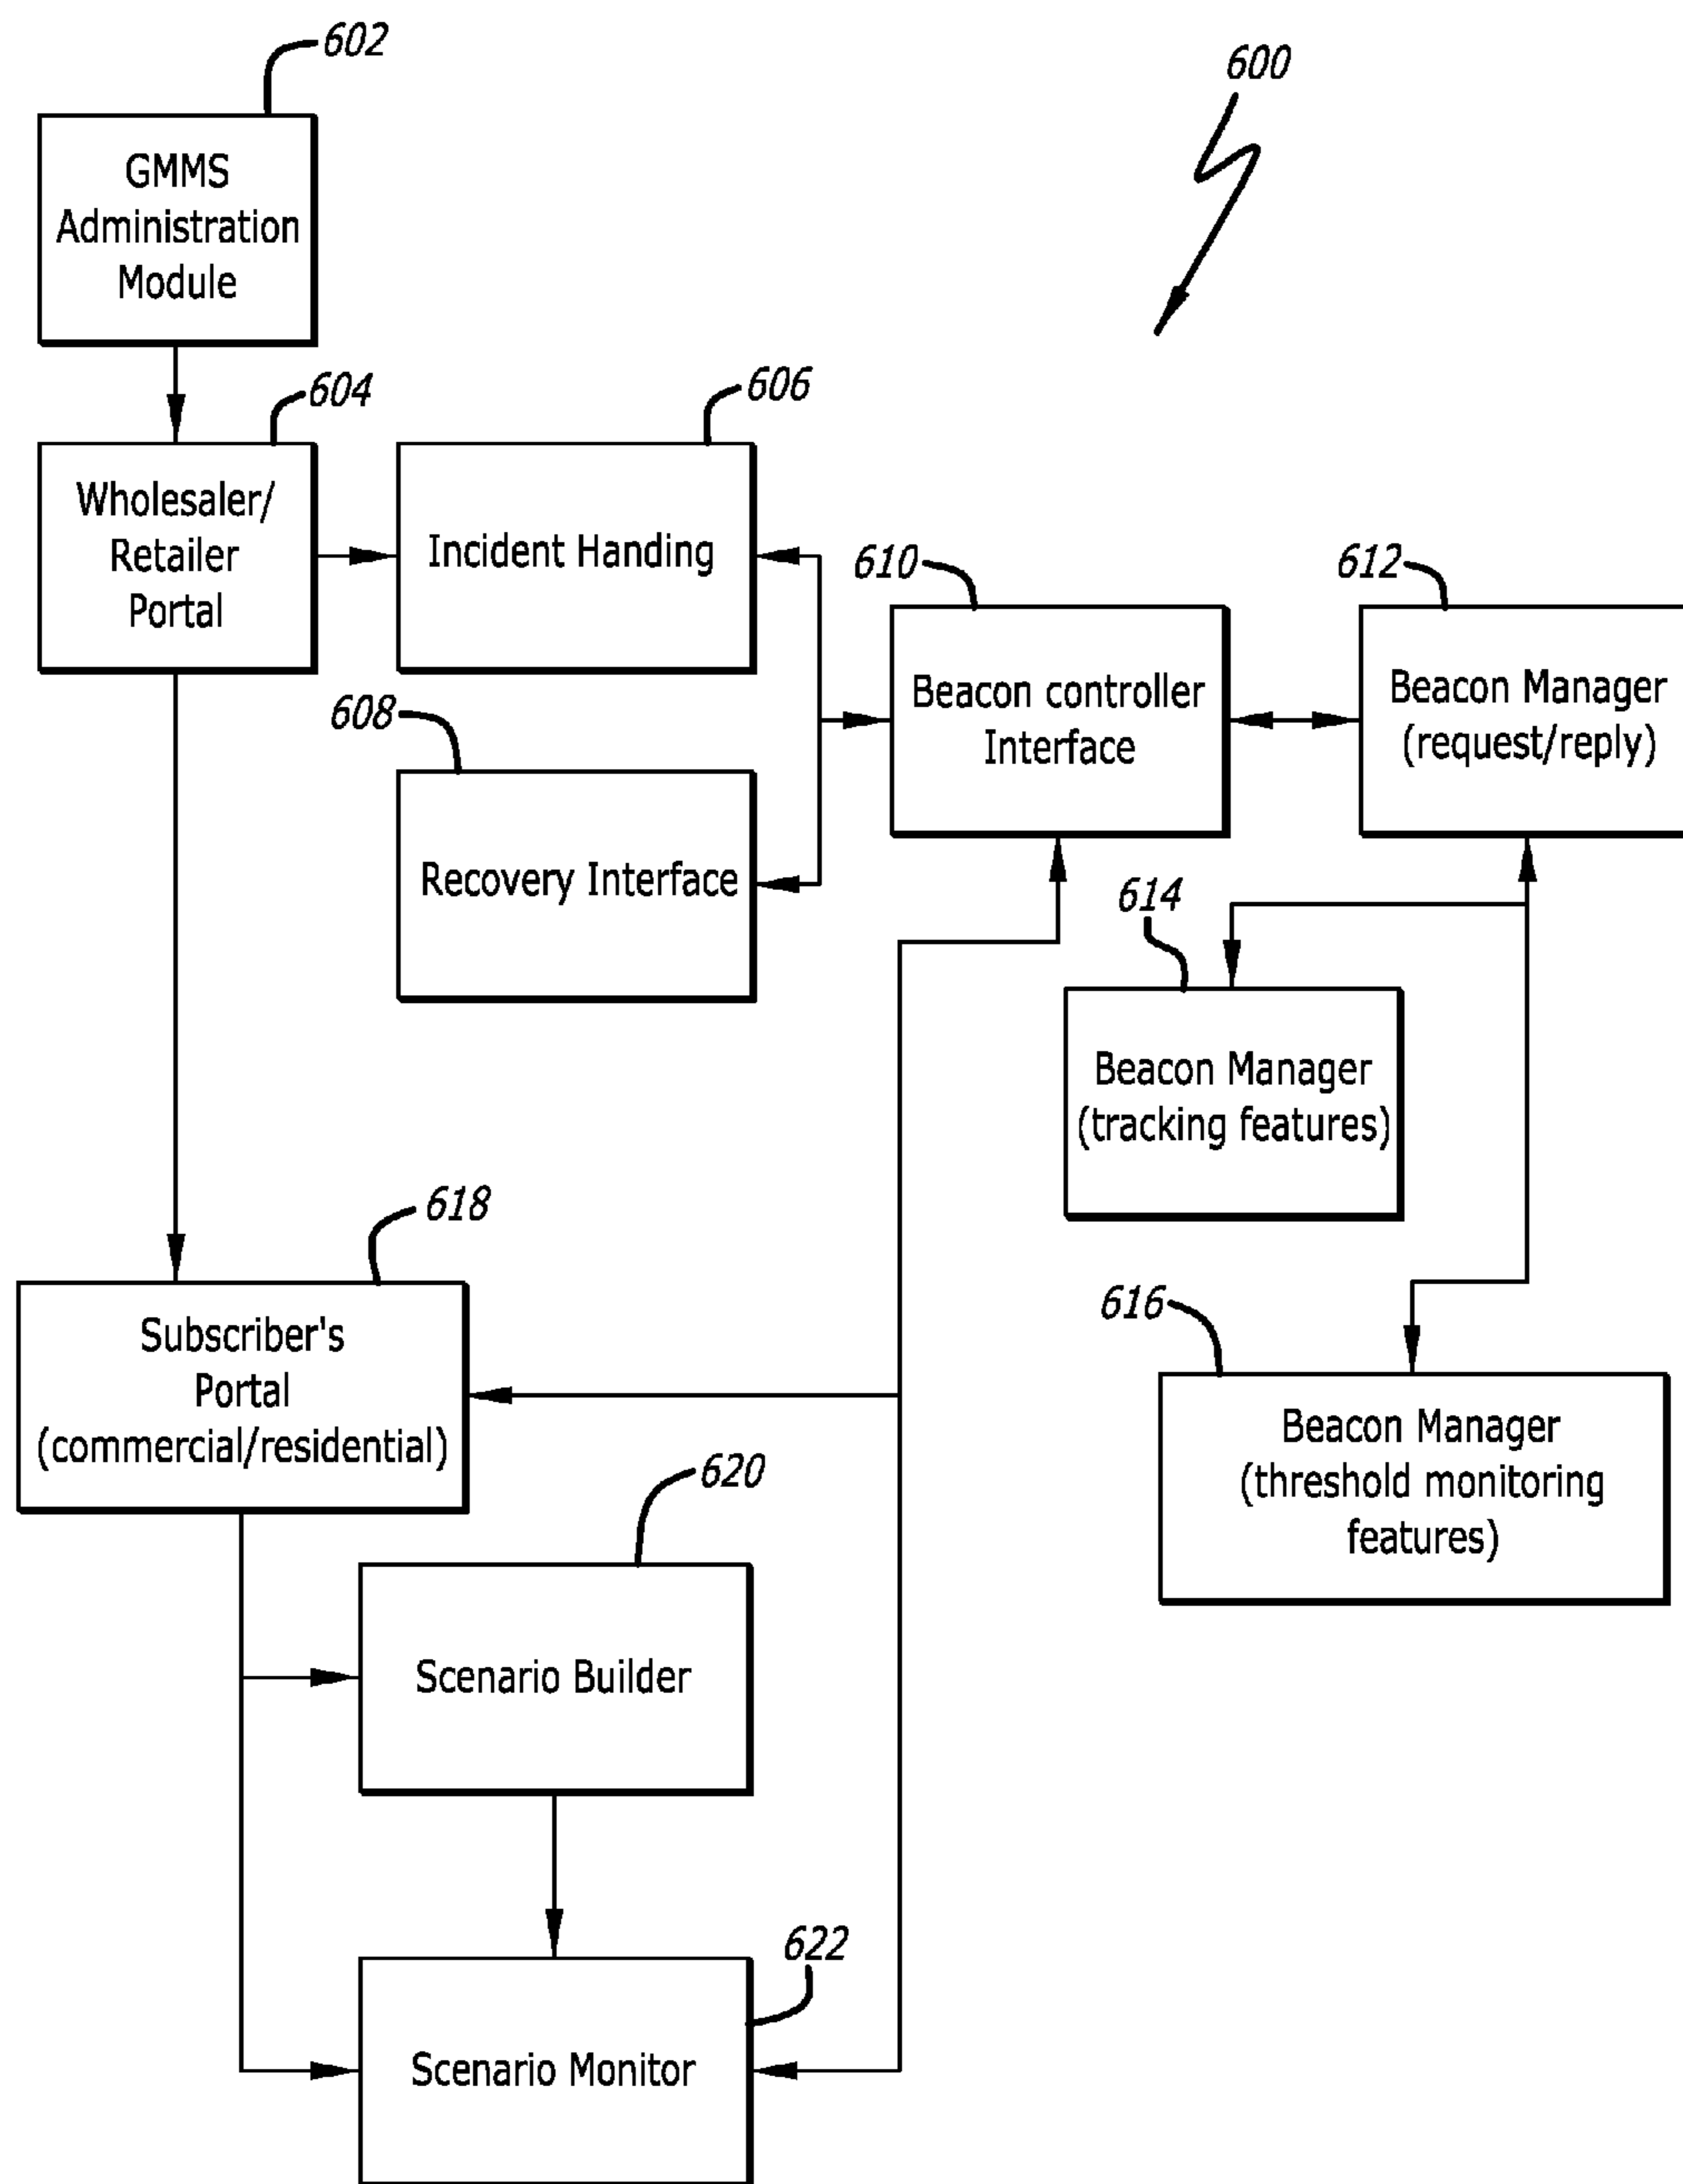 602
600
GMMS
Administration
Module
604
606
Wholesaler/
Retailer
Portal
Incident Handing
610
612
Beacon controller
Interface
Beacon Manager
(request/reply)
608
Recovery Interface
614
Beacon Manager
(tracking features)
618
Subscriber's
Portal
(commercial/residential)
616
Beacon Manager
(threshold monitoring
features)
620
Scenario Builder
622
Scenario Monitor